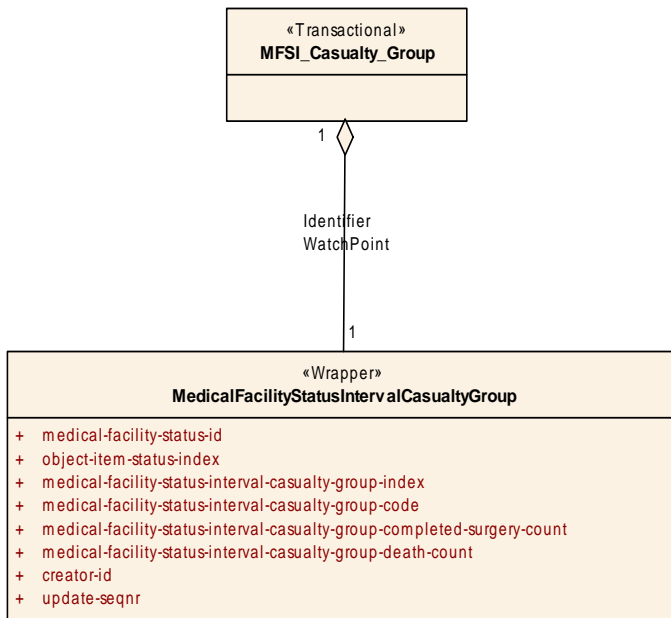 «Transactional»
MFSI_Casualty_Group
1
Identifier
WatchPoint
1
«Wrapper»
MedicalFacilityStatusIntervalCasualtyGroup
+ medical-facility-status-id
+ object-item-status-index
+ medical-facility-status-interval-casualty-group-index
+ medical-facility-status-interval-casualty-group-code
+ medical-facility-status-interval-casualty-group-completed-surgery-count
+ medical-facility-status-interval-casualty-group-death-count
+ creator-id
+ update-seqnr